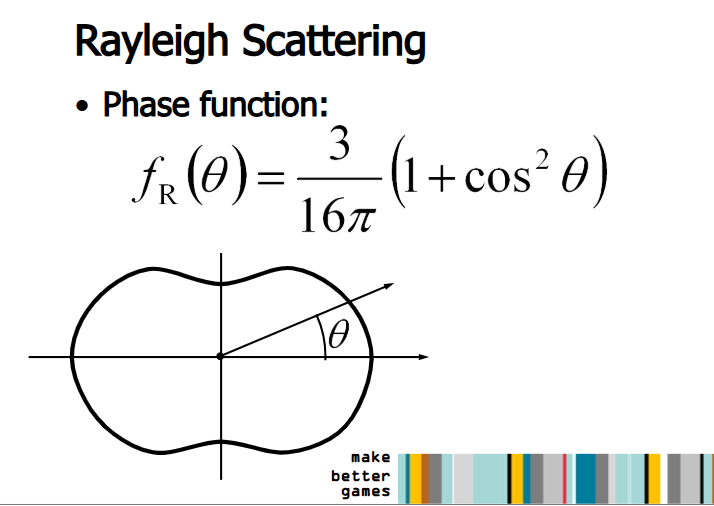 Rayleigh Scattering
• Phase function:
f_R(θ) = 3/(16π) (1 + cos² θ)
θ
make
better
games